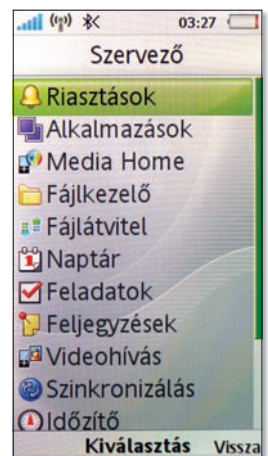 03:27
Szervező
Riasztások
Alkalmazások
Media Home
Fájlkezelő
Fájlátvitel
Naptár
Feladatok
Feljegyzések
Videohívás
Szinkronizálás
Időzítő
Kiválasztás Vissza